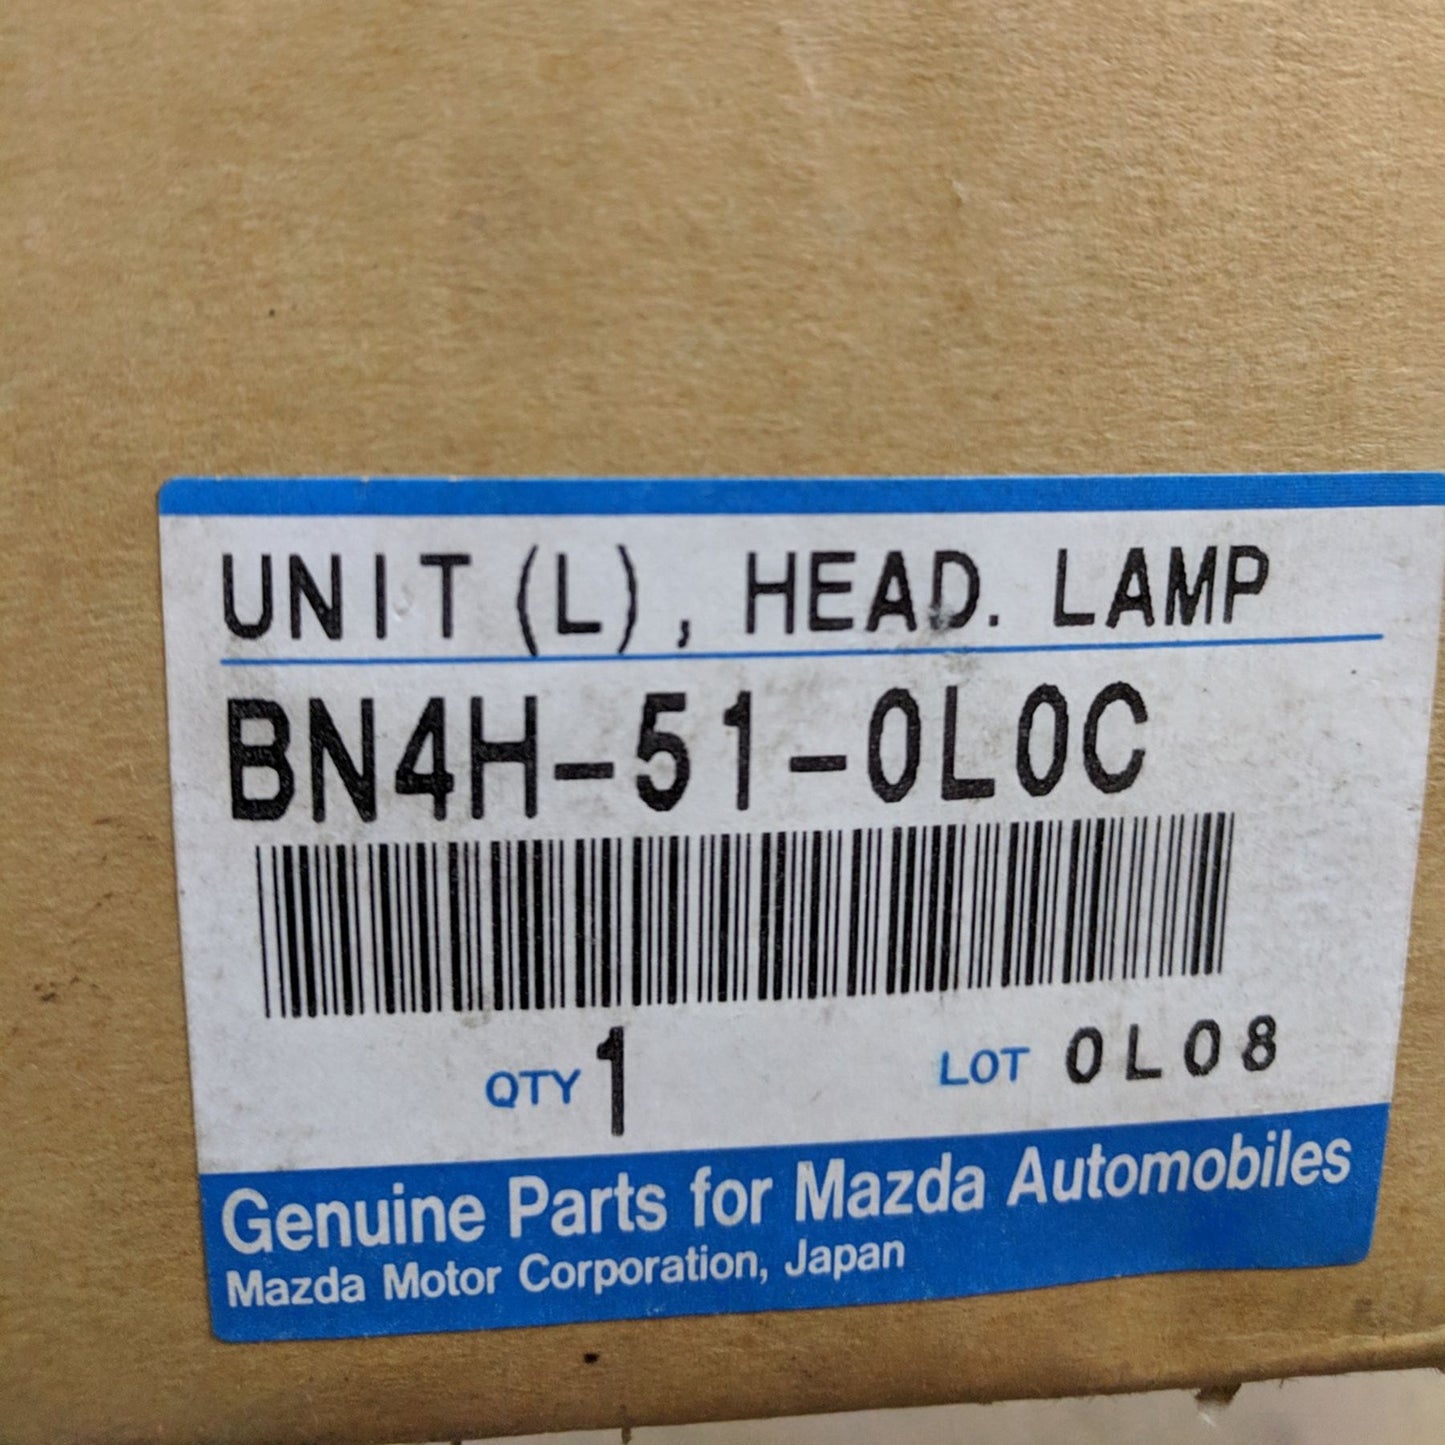 UNIT (L), HEAD. LAMP
BN4H-51-0L0C
QTY 1 LOT 0L08
Genuine Parts for Mazda Automobiles
Mazda Motor Corporation, Japan